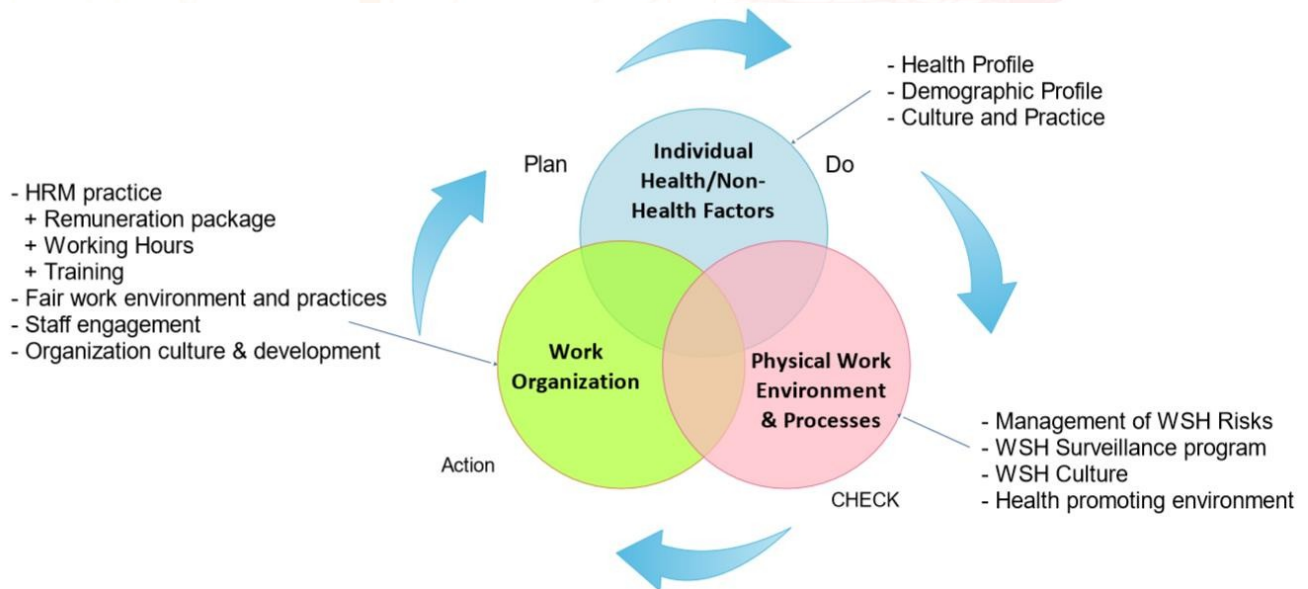 - Health Profile
- Demographic Profile
- Culture and Practice
Plan
Individual
Health/Non-
Health Factors
Do
- HRM practice
+ Remuneration package
+ Working Hours
+ Training
- Fair work environment and practices
- Staff engagement
- Organization culture & development
Work
Organization
Physical Work
Environment
& Processes
- Management of WSH Risks
- WSH Surveillance program
- WSH Culture
- Health promoting environment
Action
CHECK